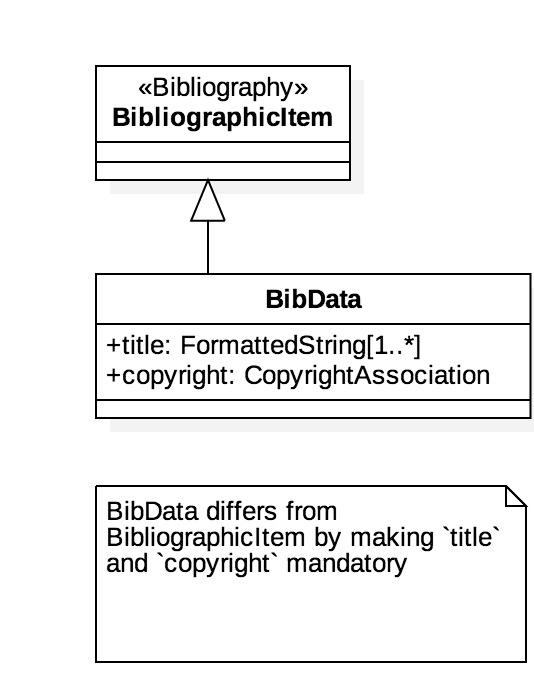 «Bibliography»
BibliographicItem
BibData
+title: FormattedString[1..*]
+copyright: CopyrightAssociation
BibData differs from
BibliographicItem by making `title`
and `copyright` mandatory